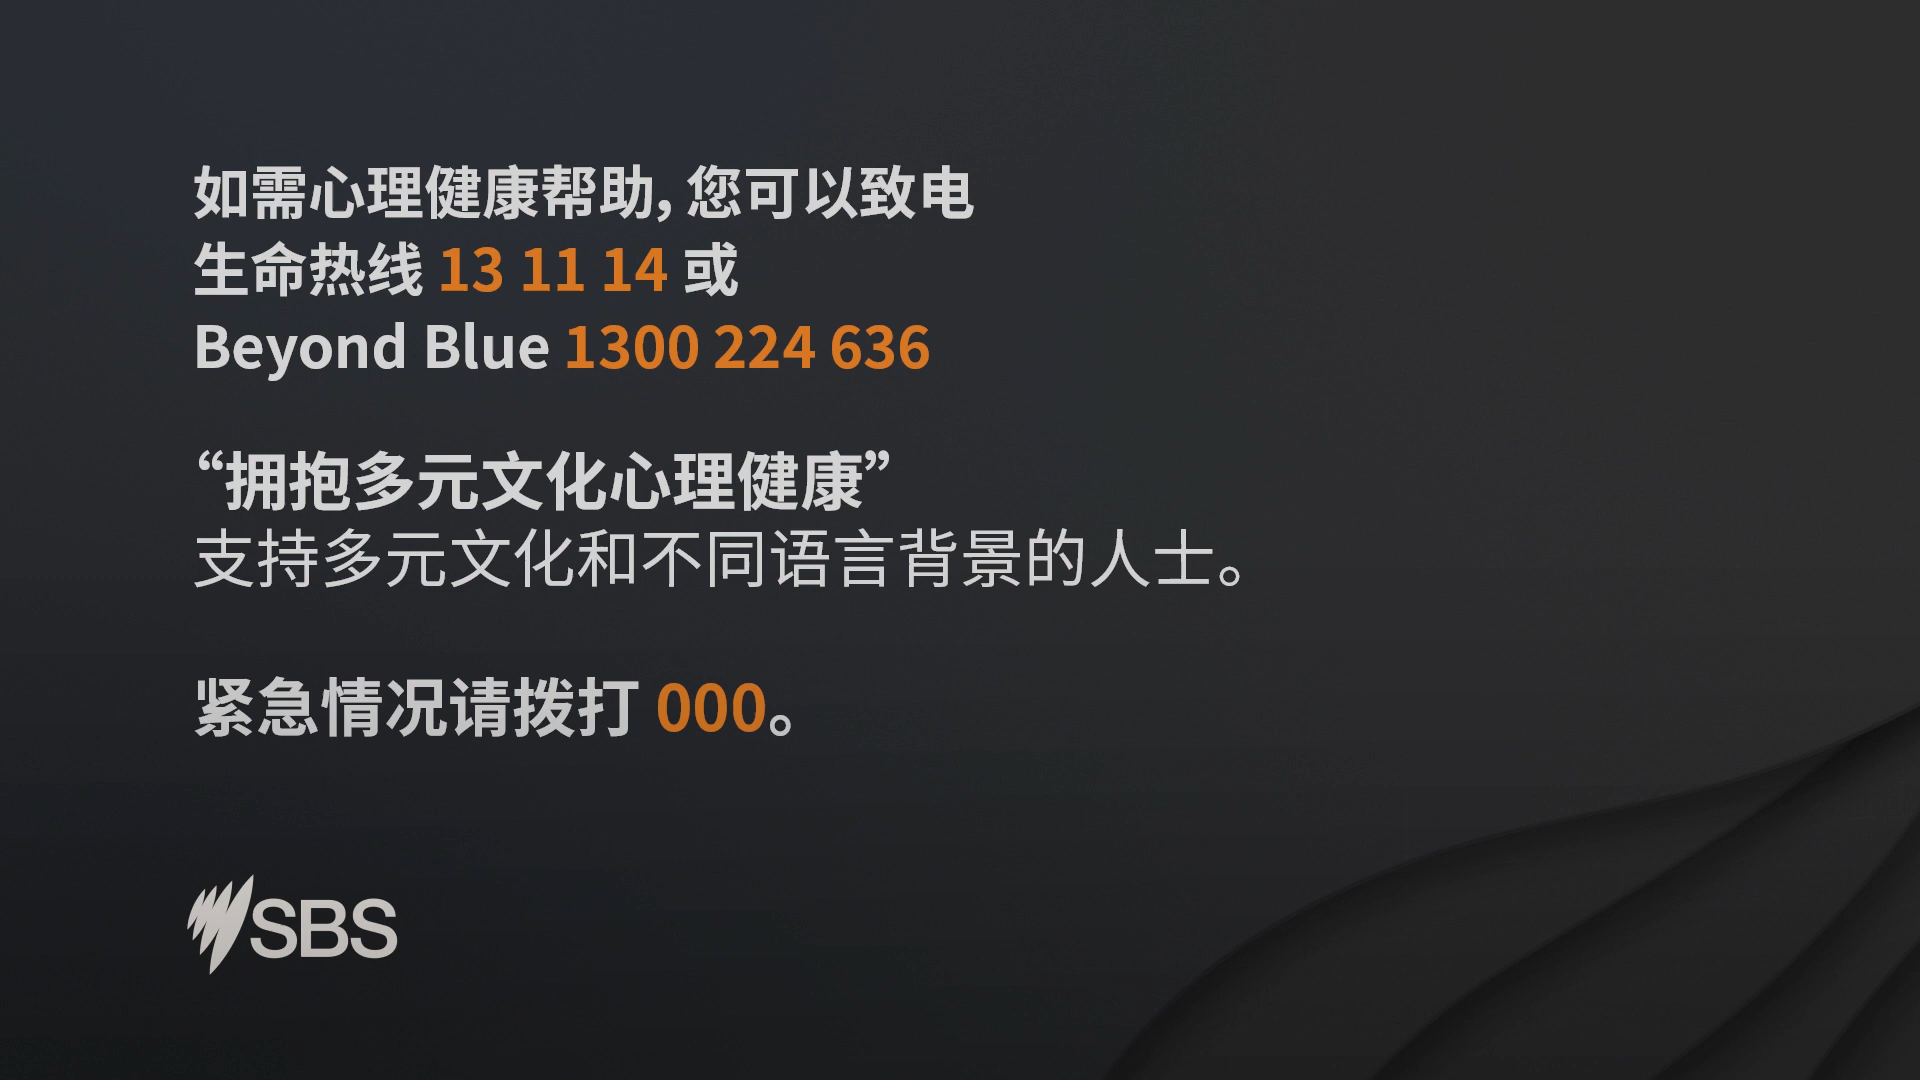 如需心理健康帮助，您可以致电
生命热线 13 11 14 或
Beyond Blue 1300 224 636
“拥抱多元文化心理健康”
支持多元文化和不同语言背景的人士。
紧急情况请拨打 000。
SBS